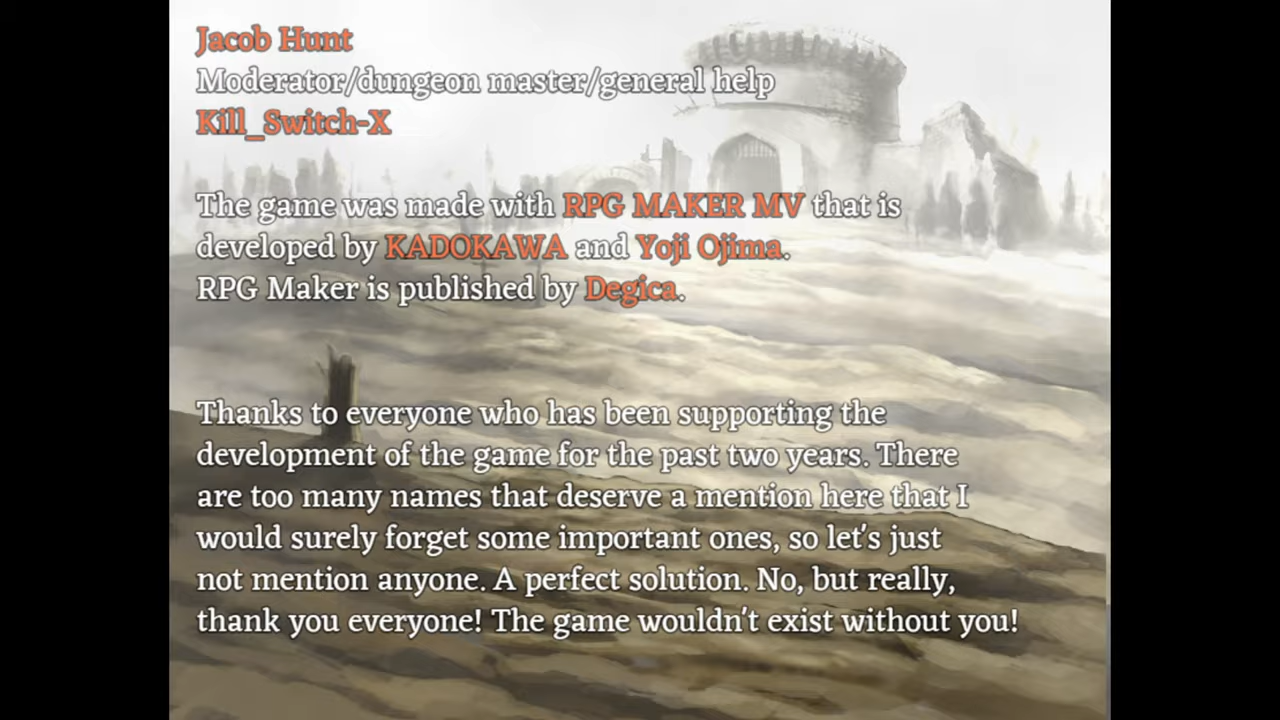 Jacob Hunt
Moderator/dungeon master/general help
Kill_Switch-X
The game was made with RPG MAKER MV that is
developed by KADOKAWA and Yoji Ojima.
RPG Maker is published by Degica.
Thanks to everyone who has been supporting the
development of the game for the past two years. There
are too many names that deserve a mention here that I
would surely forget some important ones, so let's just
not mention anyone. A perfect solution. No, but really,
thank you everyone! The game wouldn't exist without you!